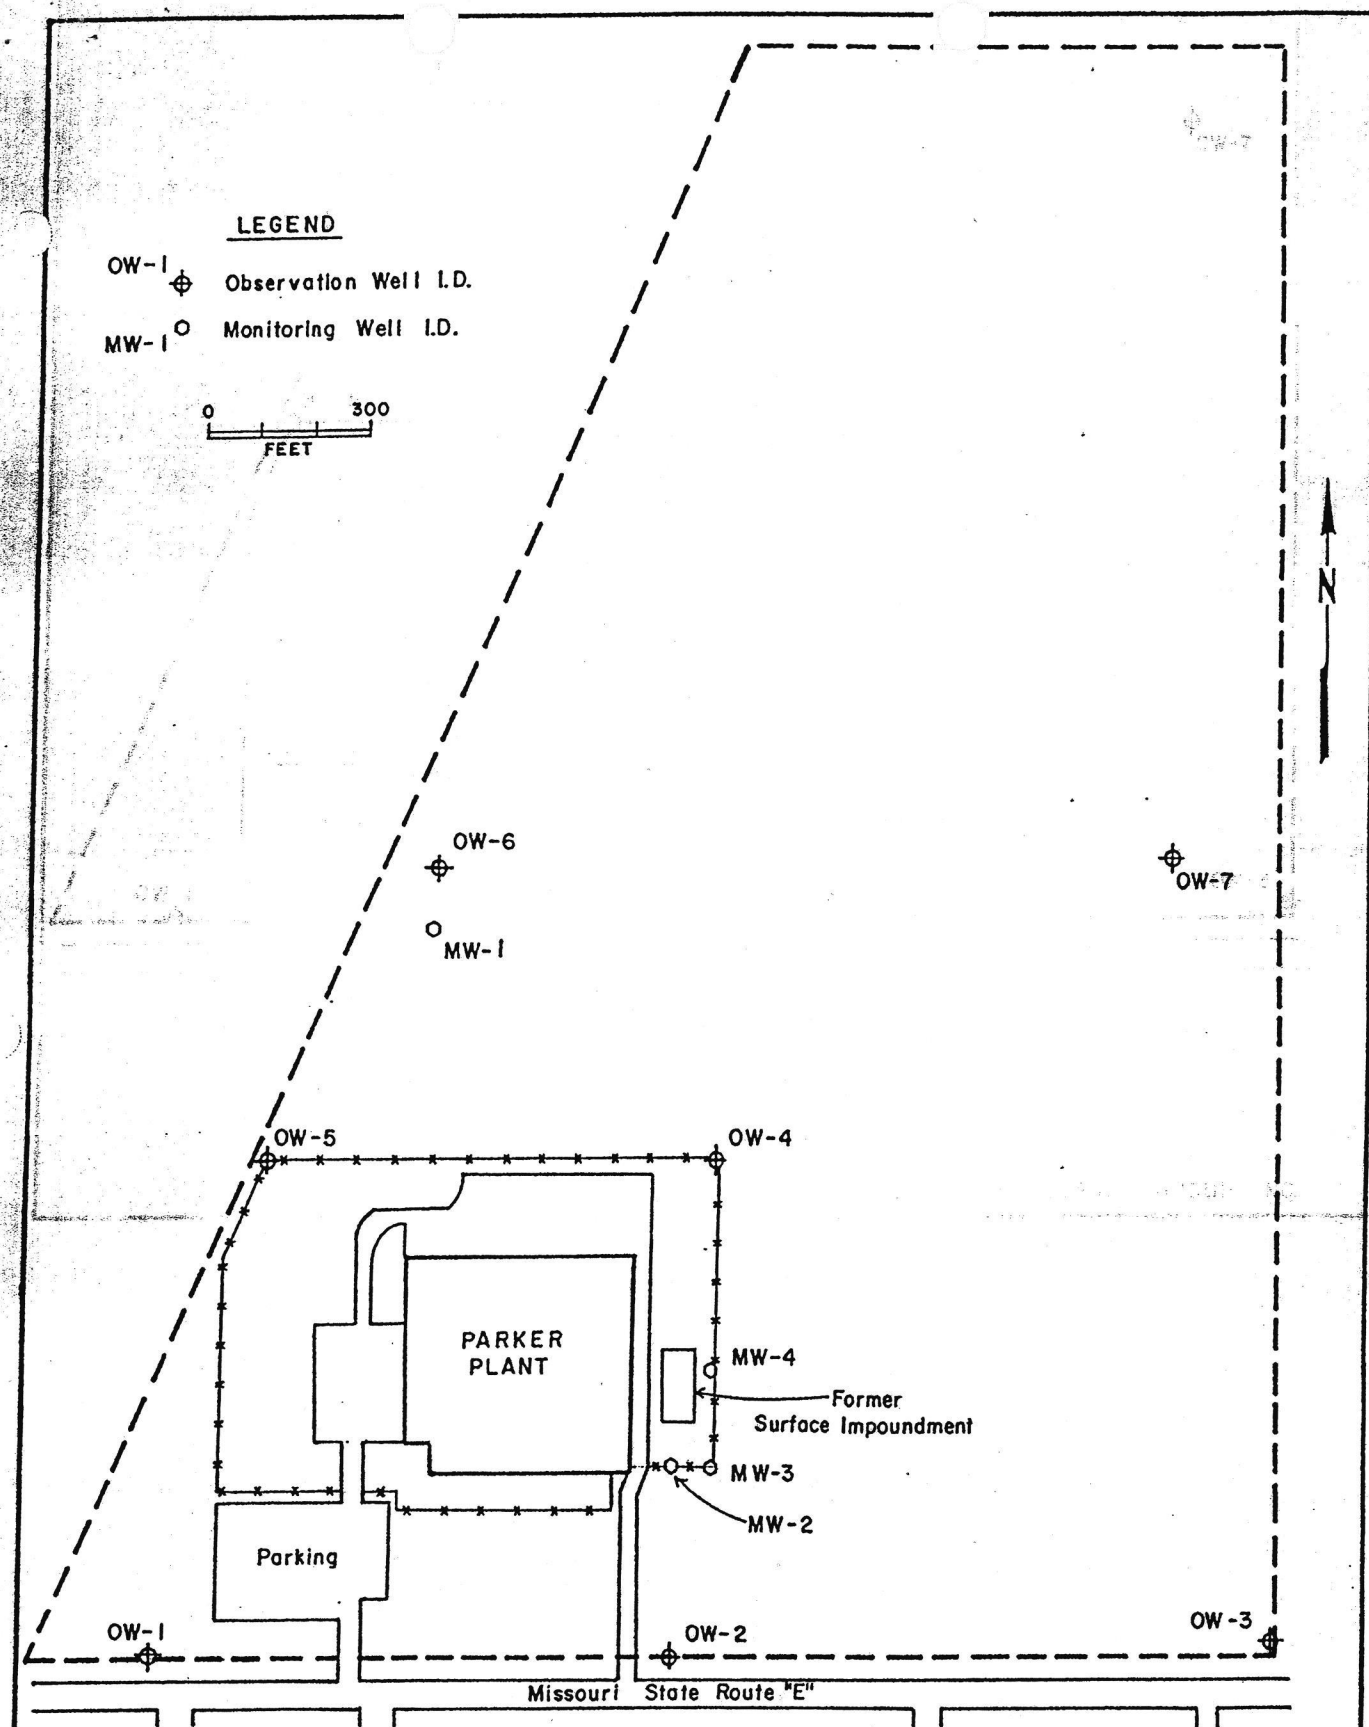 LEGEND
OW-1
Observation Well I.D.
Monitoring Well I.D.
MW-1
0 300
FEET
N
OW-6
OW-7
MW-1
OW-5
OW-4
PARKER
PLANT
MW-4
Former
Surface Impoundment
MW-3
MW-2
Parking
OW-1
OW-2
OW-3
Missouri State Route "E"